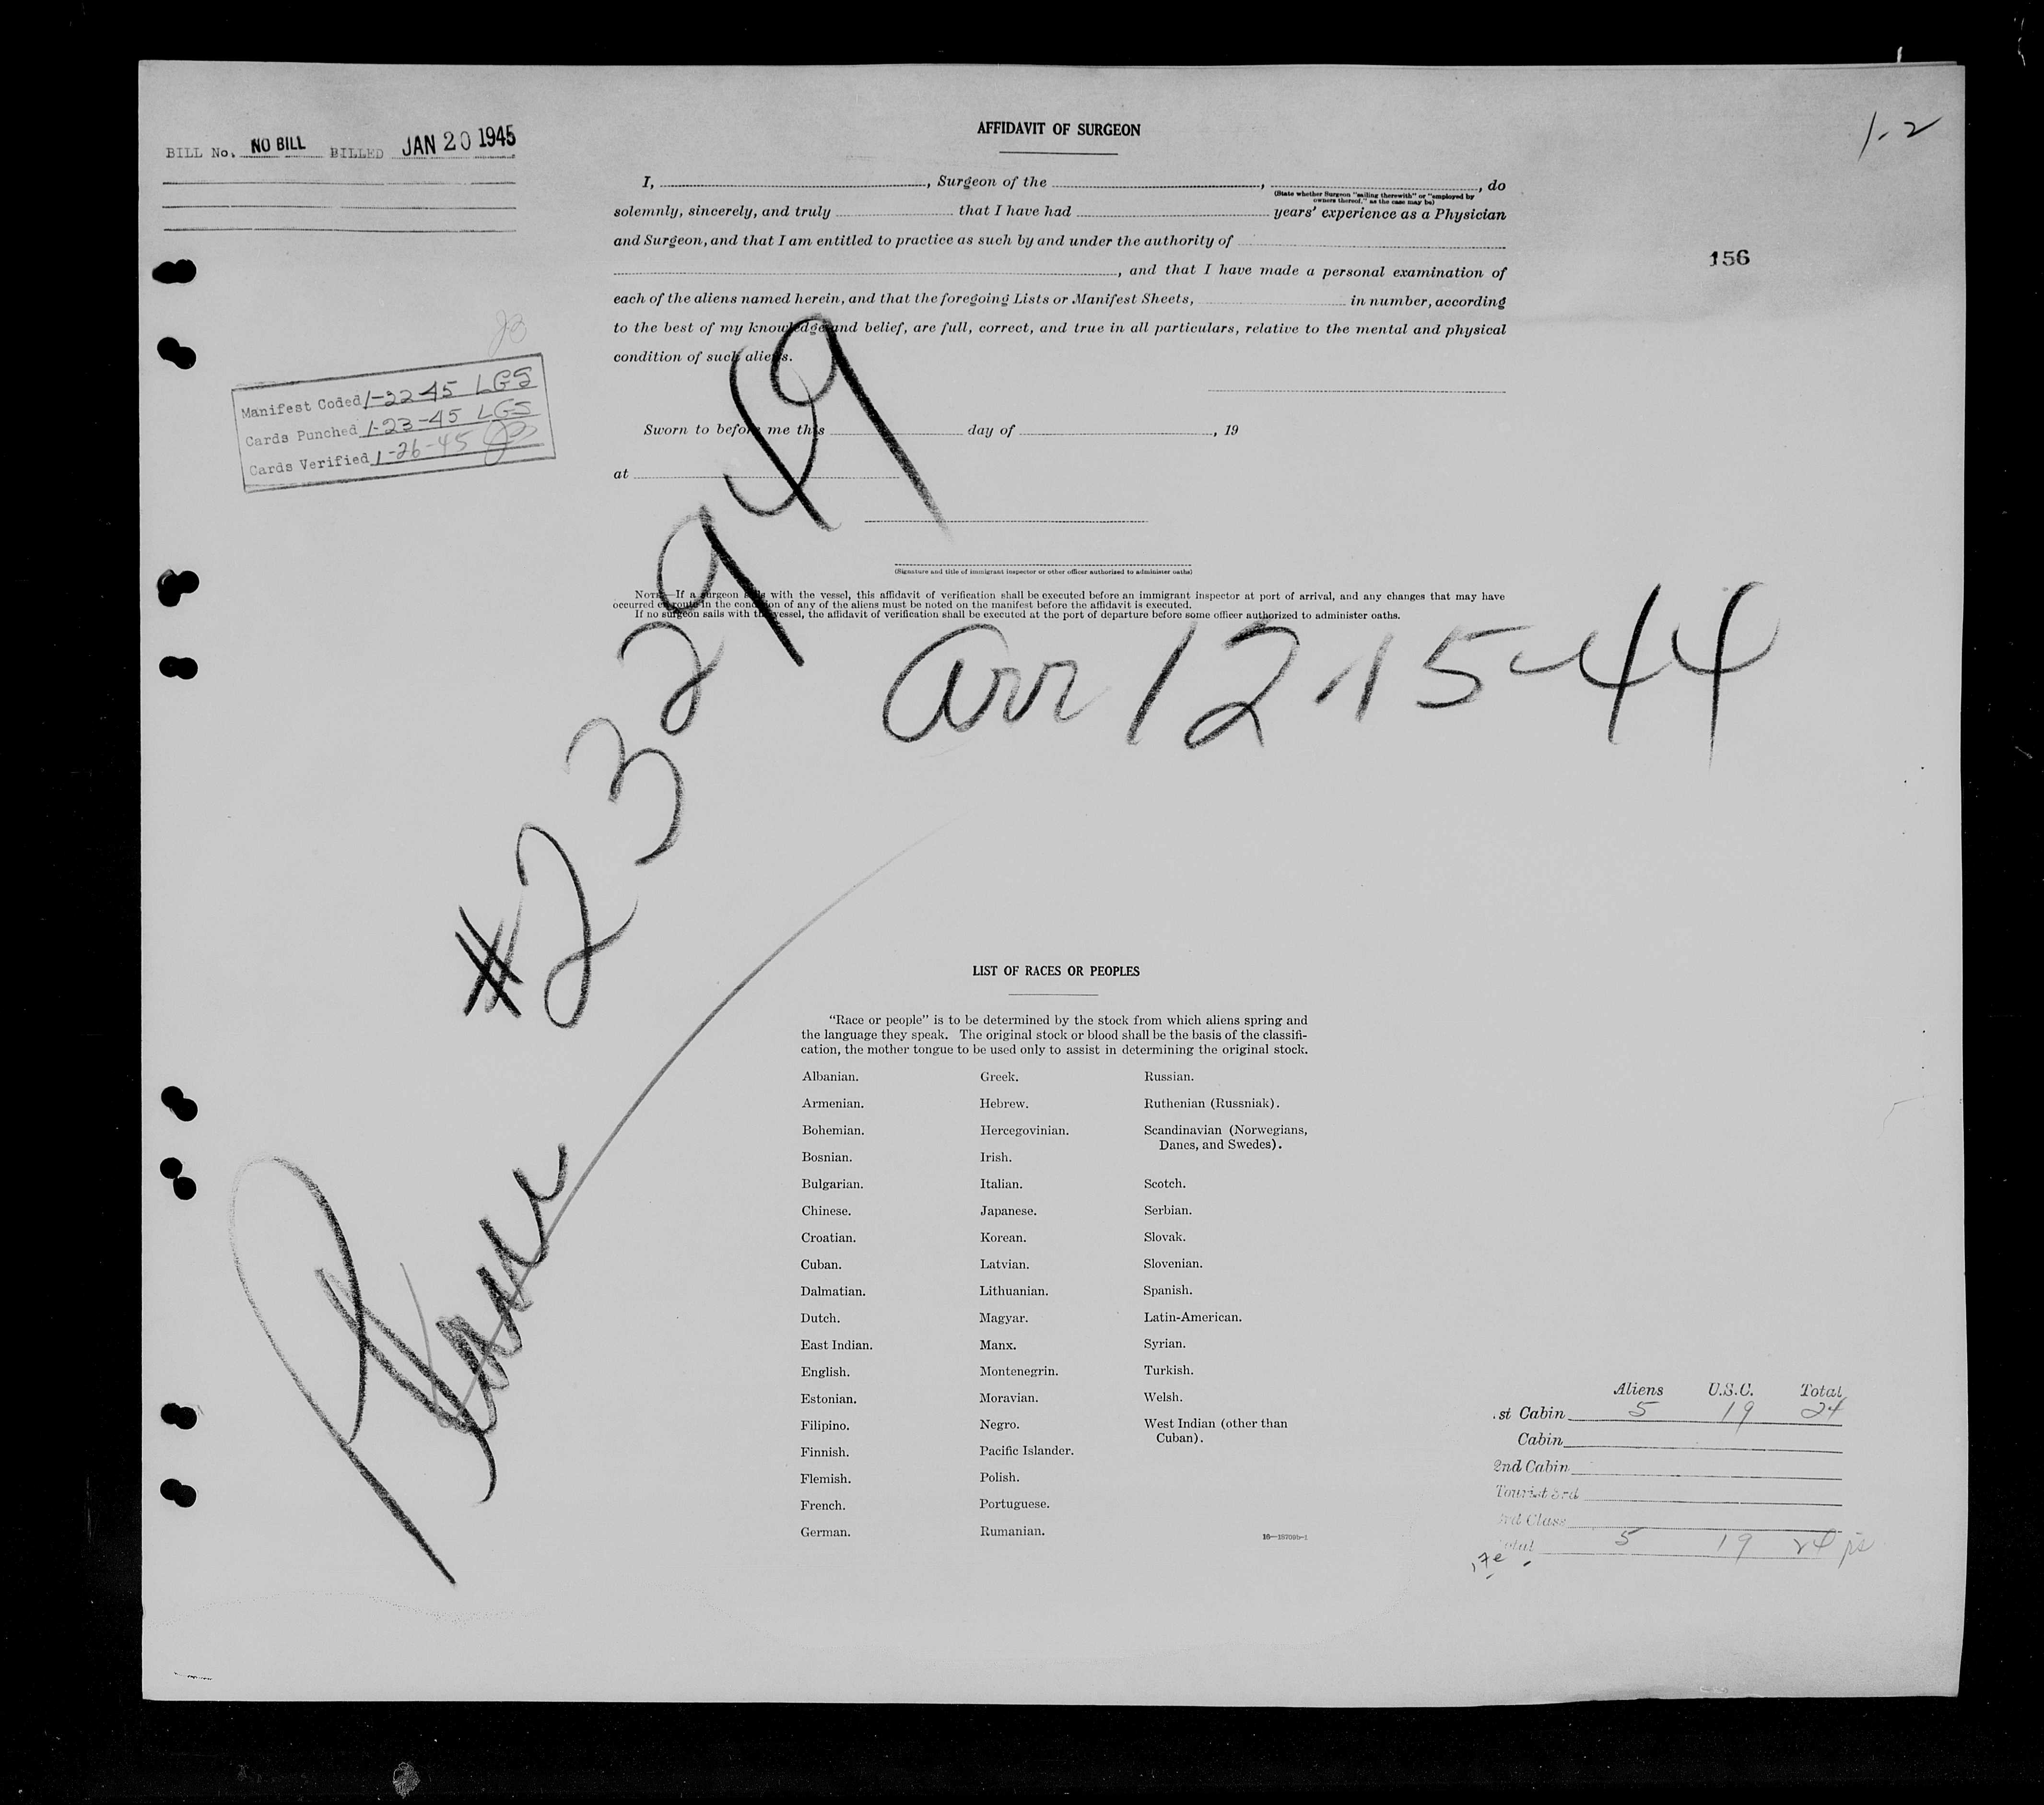 BILL No. NO BILL BILLED JAN 20 1945
AFFIDAVIT OF SURGEON
1-2
I, , Surgeon of the , , do
(State whether Surgeon "sailing therewith" or "employed by
owners thereof," as the case may be)
solemnly, sincerely, and truly that I have had years' experience as a Physician
and Surgeon, and that I am entitled to practice as such by and under the authority of
, and that I have made a personal examination of
156
each of the aliens named herein, and that the foregoing Lists or Manifest Sheets, in number, according
to the best of my knowledge and belief, are full, correct, and true in all particulars, relative to the mental and physical
condition of such aliens.
Manifest Coded 1-22-45 LGS
Cards Punched 1-23-45 LGS
Cards Verified 1-26-45
Sworn to before me this day of , 19
at
(Signature and title of immigrant inspector or other officer authorized to administer oaths)
NOTE.—If a surgeon sails with the vessel, this affidavit of verification shall be executed before an immigrant inspector at port of arrival, and any changes that may have
occurred en route in the condition of any of the aliens must be noted on the manifest before the affidavit is executed.
If no surgeon sails with the vessel, the affidavit of verification shall be executed at the port of departure before some officer authorized to administer oaths.
#232949
arr 12-15-44
Plane
LIST OF RACES OR PEOPLES
"Race or people" is to be determined by the stock from which aliens spring and
the language they speak. The original stock or blood shall be the basis of the classifi-
cation, the mother tongue to be used only to assist in determining the original stock.
Albanian.
Armenian.
Bohemian.
Bosnian.
Bulgarian.
Chinese.
Croatian.
Cuban.
Dalmatian.
Dutch.
East Indian.
English.
Estonian.
Filipino.
Finnish.
Flemish.
French.
German.
Greek.
Hebrew.
Hercegovinian.
Irish.
Italian.
Japanese.
Korean.
Latvian.
Lithuanian.
Magyar.
Manx.
Montenegrin.
Moravian.
Negro.
Pacific Islander.
Polish.
Portuguese.
Rumanian.
Russian.
Ruthenian (Russniak).
Scandinavian (Norwegians,
Danes, and Swedes).
Scotch.
Serbian.
Slovak.
Slovenian.
Spanish.
Latin-American.
Syrian.
Turkish.
Welsh.
West Indian (other than
Cuban).
Aliens U.S.C. Total
st Cabin 5 19 24
Cabin
2nd Cabin
Tourist 3rd
3rd Class
Total 5 19 24